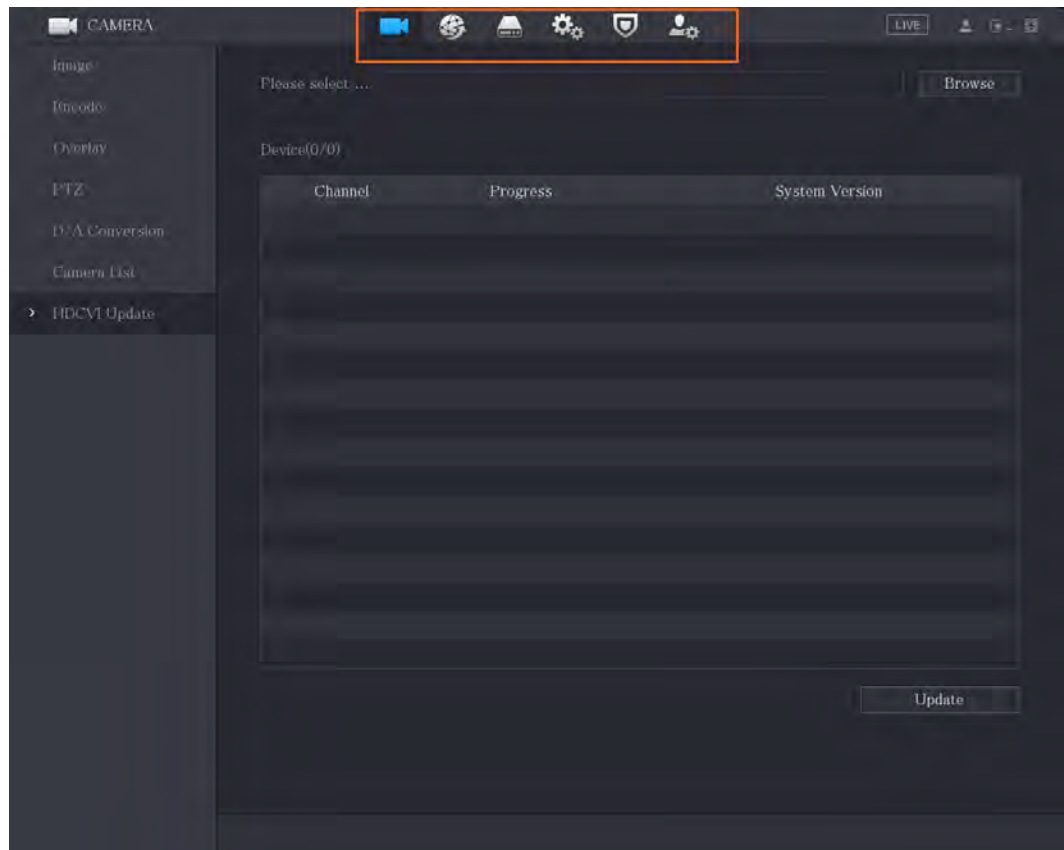 CAMERA
LIVE
Image
Encode
Overlay
PTZ
D/A Conversion
Camera List
HDCVI Update
Please select ...
Browse
Device(0/0)
Channel Progress System Version
Update